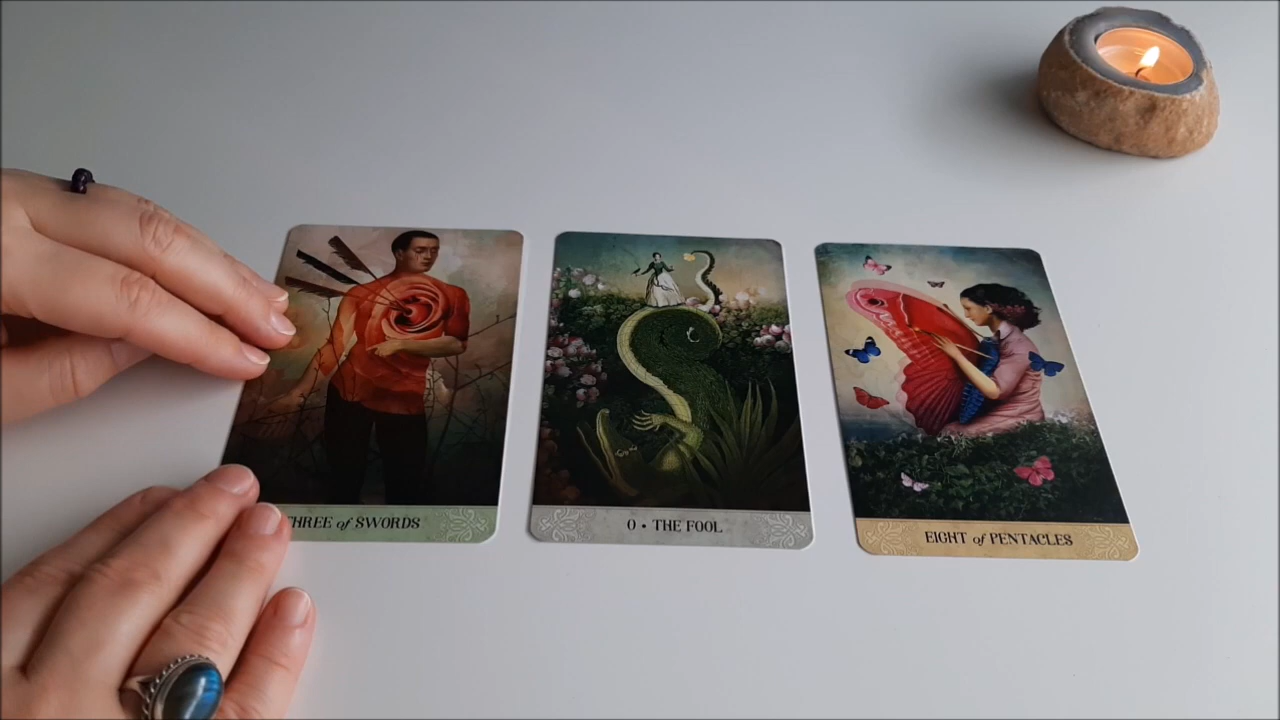 THREE of SWORDS
0 • THE FOOL
EIGHT of PENTACLES